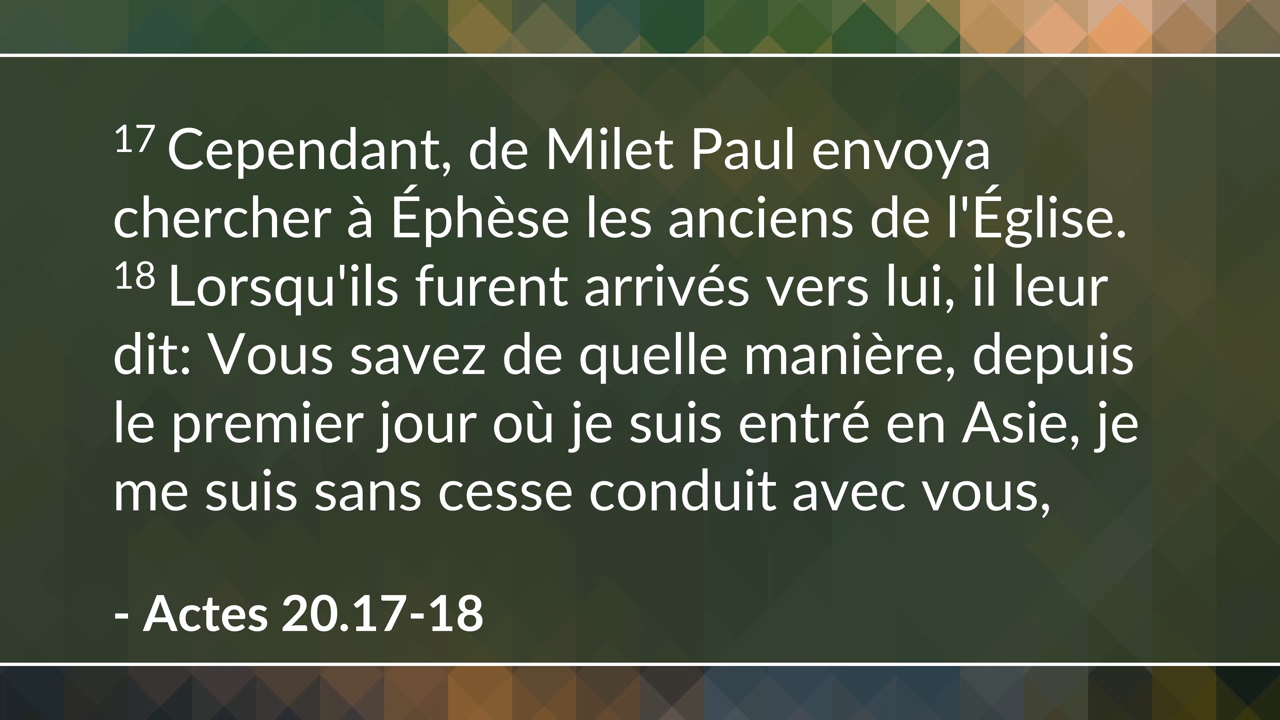 17 Cependant, de Milet Paul envoya
chercher à Éphèse les anciens de l'Église.
18 Lorsqu'ils furent arrivés vers lui, il leur
dit: Vous savez de quelle manière, depuis
le premier jour où je suis entré en Asie, je
me suis sans cesse conduit avec vous,
- Actes 20.17-18